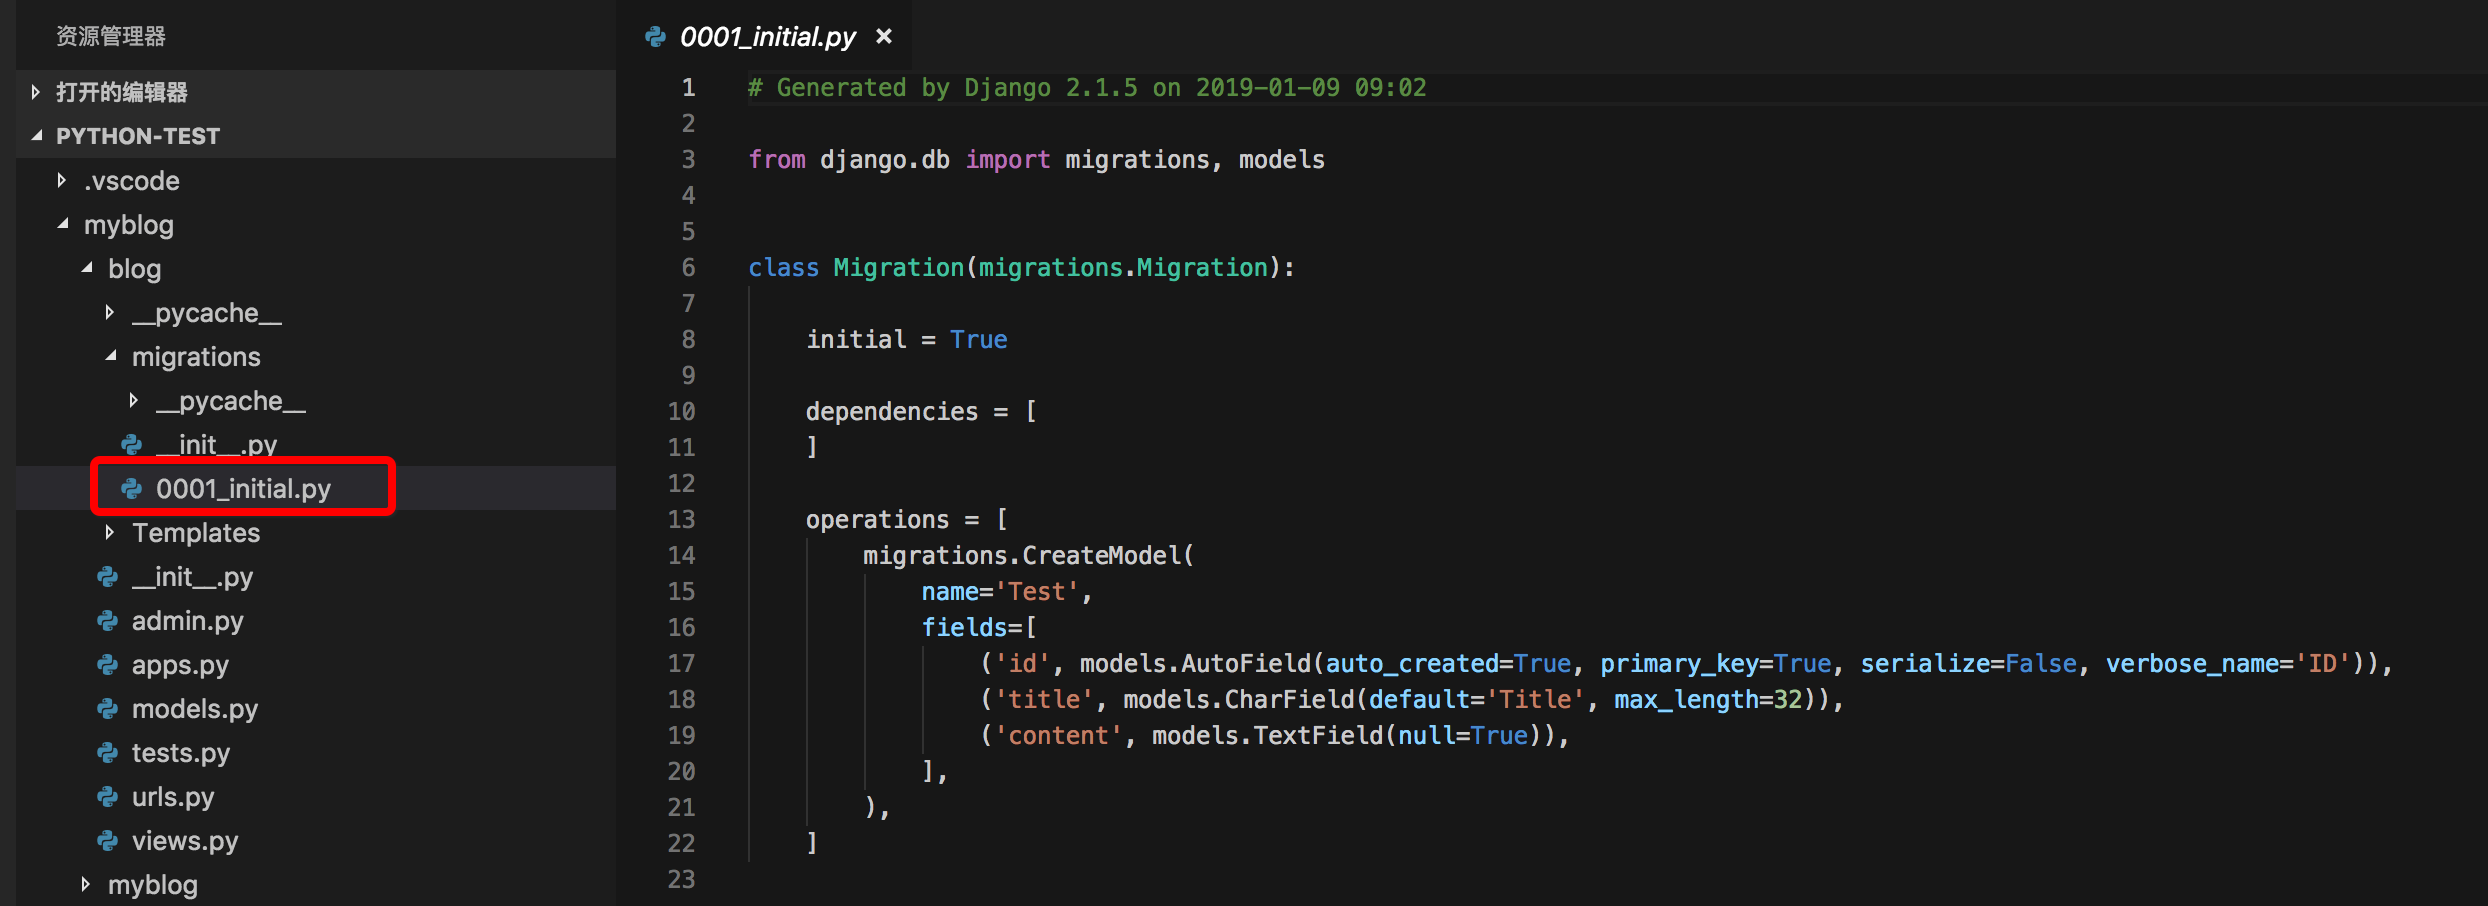 资源管理器
打开的编辑器
PYTHON-TEST
.vscode
myblog
blog
__pycache__
migrations
__pycache__
__init__.py
0001_initial.py
Templates
__init__.py
admin.py
apps.py
models.py
tests.py
urls.py
views.py
myblog
0001_initial.py ×
1 # Generated by Django 2.1.5 on 2019-01-09 09:02
2
3 from django.db import migrations, models
4
5
6 class Migration(migrations.Migration):
7
8     initial = True
9
10     dependencies = [
11     ]
12
13     operations = [
14         migrations.CreateModel(
15             name='Test',
16             fields=[
17                 ('id', models.AutoField(auto_created=True, primary_key=True, serialize=False, verbose_name='ID')),
18                 ('title', models.CharField(default='Title', max_length=32)),
19                 ('content', models.TextField(null=True)),
20             ],
21         ),
22     ]
23